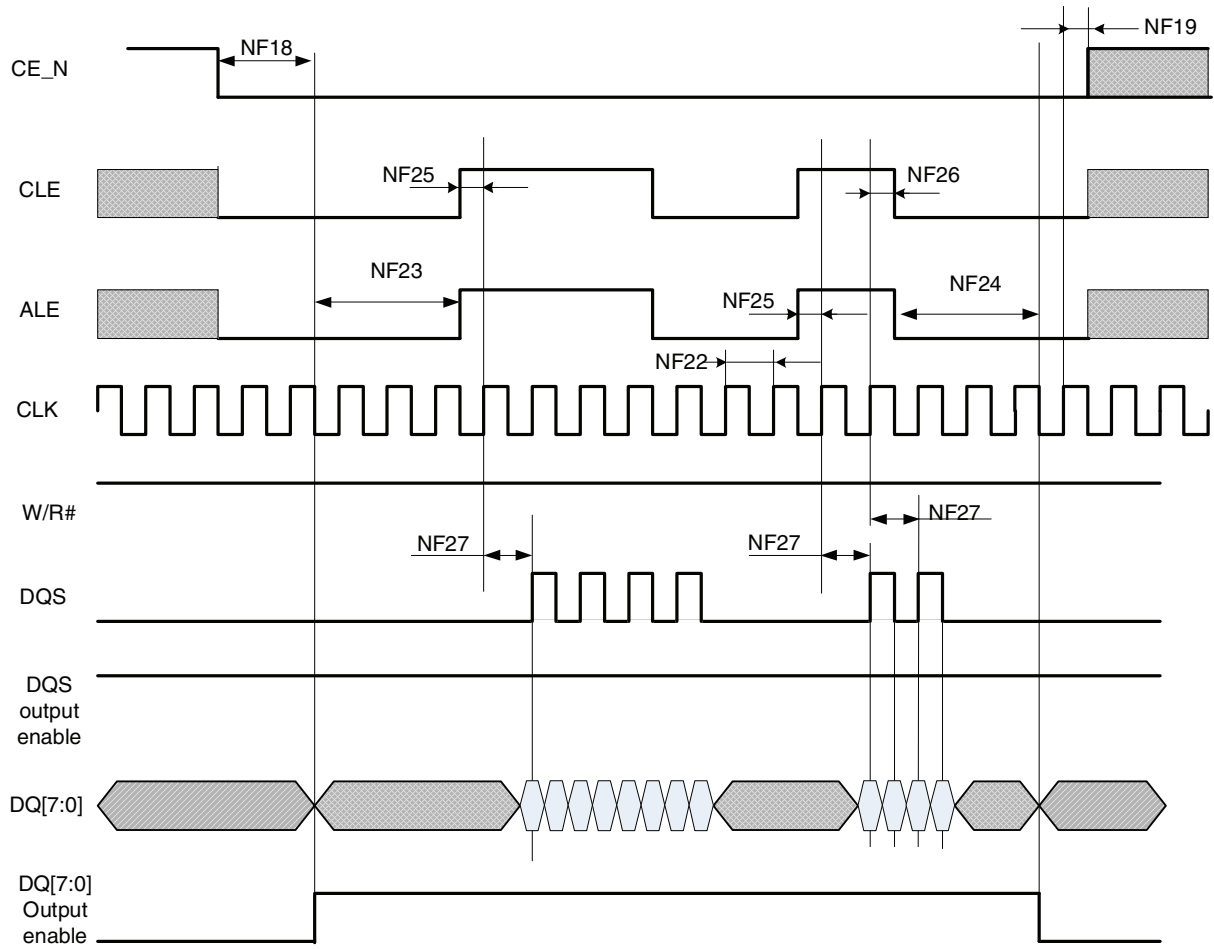 NF19
NF18
CE_N
NF25
NF26
CLE
NF23
NF24
NF25
ALE
NF22
CLK
W/R#
NF27
NF27
NF27
DQS
DQS
output
enable
DQ[7:0]
DQ[7:0]
Output
enable